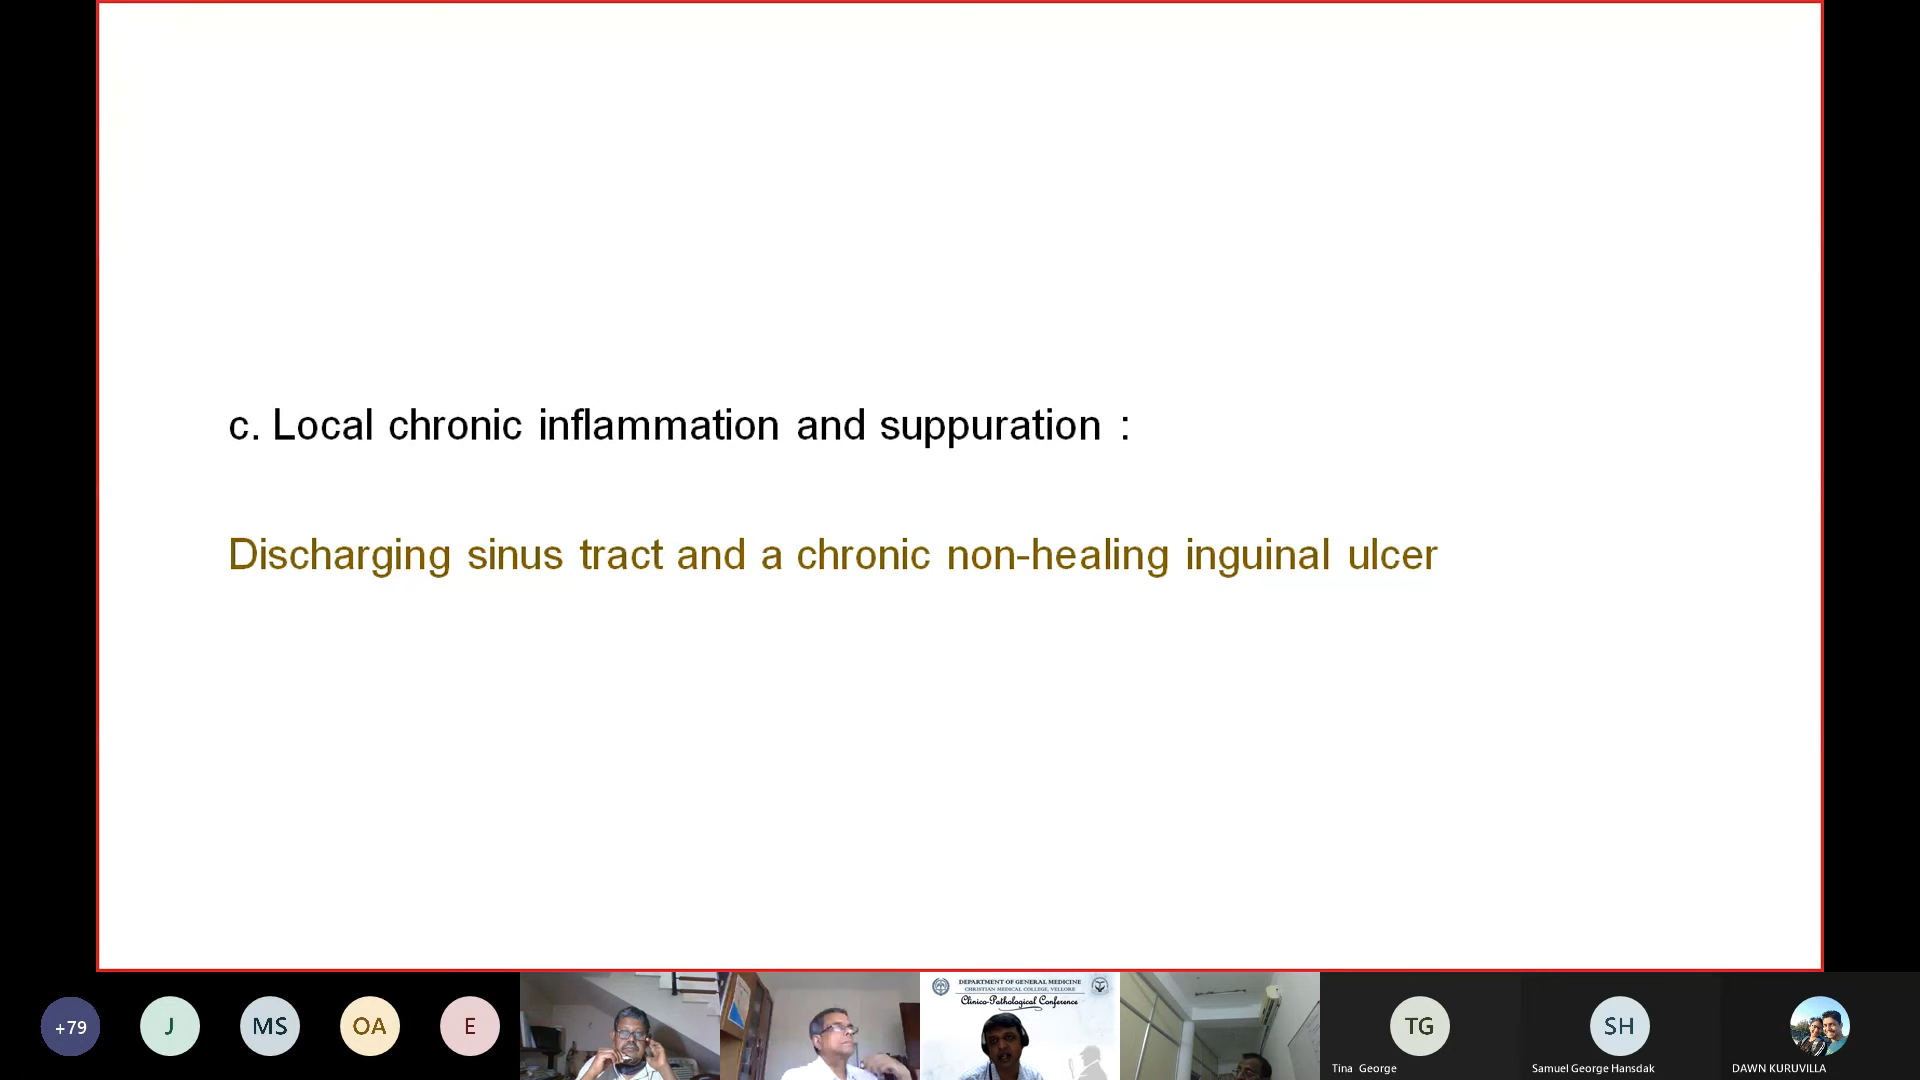 c. Local chronic inflammation and suppuration :
Discharging sinus tract and a chronic non-healing inguinal ulcer
+79
J
MS
OA
E
DEPARTMENT OF GENERAL MEDICINE
CHRISTIAN MEDICAL COLLEGE, VELLORE
Clinico-Pathological Conference
TG
Tina George
SH
Samuel George Hansdak
DAWN KURUVILLA